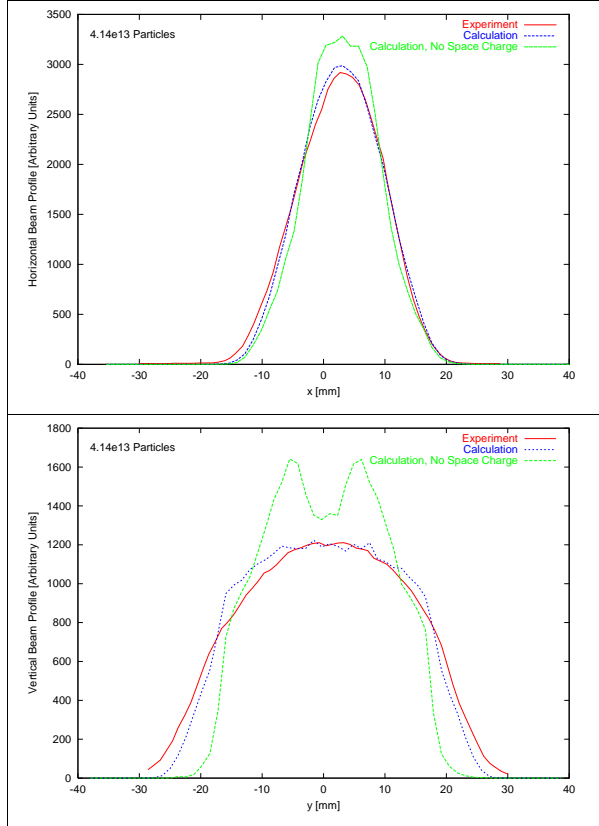 4.14e13 Particles
Experiment
Calculation
Calculation, No Space Charge
Horizontal Beam Profile [Arbitrary Units]
3500
3000
2500
2000
1500
1000
500
0
-40 -30 -20 -10 0 10 20 30 40
x [mm]
4.14e13 Particles
Experiment
Calculation
Calculation, No Space Charge
Vertical Beam Profile [Arbitrary Units]
1800
1600
1400
1200
1000
800
600
400
200
0
-40 -30 -20 -10 0 10 20 30 40
y [mm]